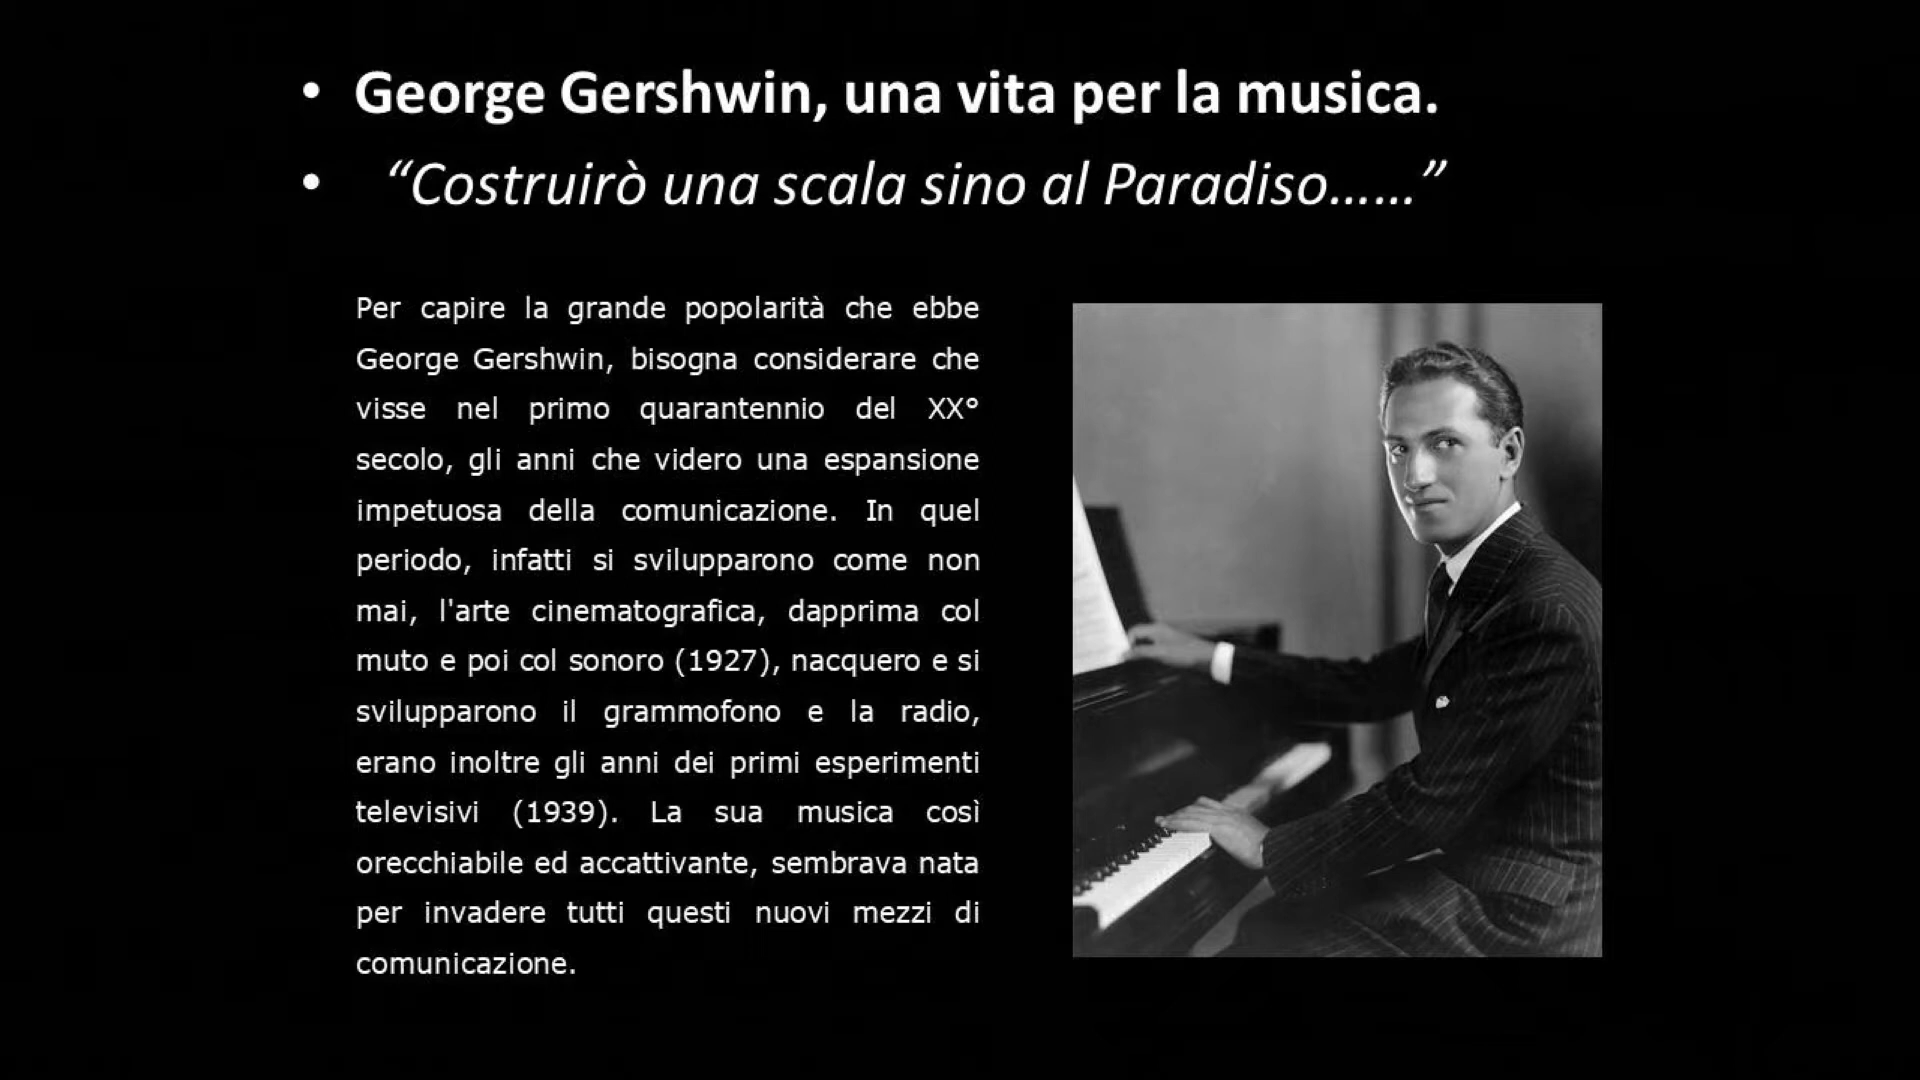 • George Gershwin, una vita per la musica.
• “Costruirò una scala sino al Paradiso……”
Per capire la grande popolarità che ebbe
George Gershwin, bisogna considerare che
visse nel primo quarantennio del XX°
secolo, gli anni che videro una espansione
impetuosa della comunicazione. In quel
periodo, infatti si svilupparono come non
mai, l'arte cinematografica, dapprima col
muto e poi col sonoro (1927), nacquero e si
svilupparono il grammofono e la radio,
erano inoltre gli anni dei primi esperimenti
televisivi (1939). La sua musica così
orecchiabile ed accattivante, sembrava nata
per invadere tutti questi nuovi mezzi di
comunicazione.